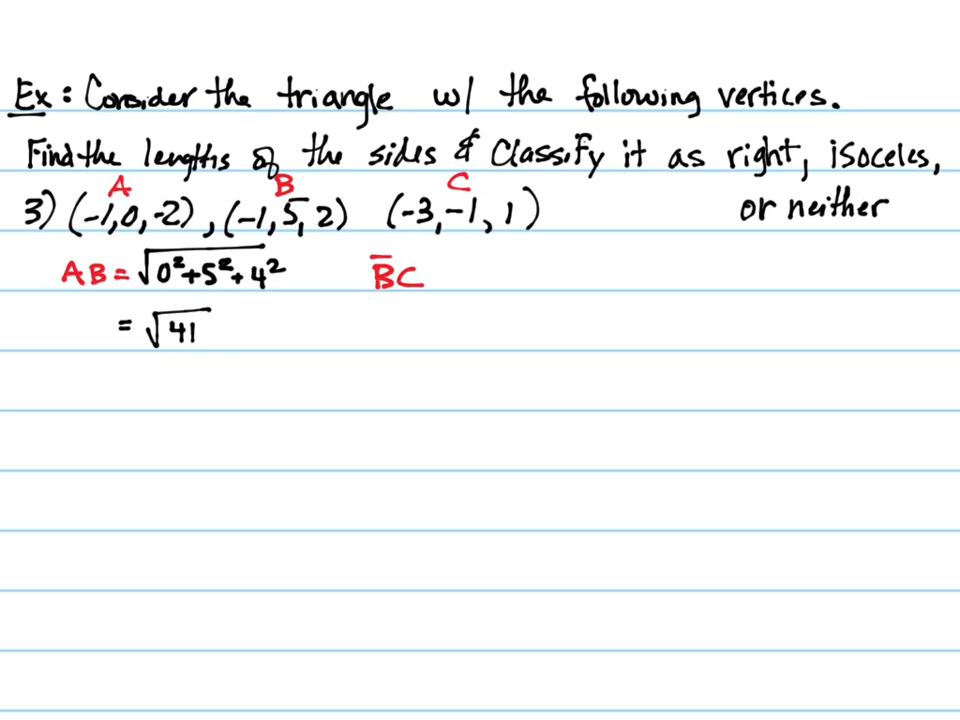 Ex: Consider the triangle w/ the following vertices.
Find the lengths of the sides & Classify it as right, isoceles,
or neither
A B C
3) (-1,0,-2), (-1,5,2) (-3,-1,1)
AB = √0²+5²+4² B̅C
= √41